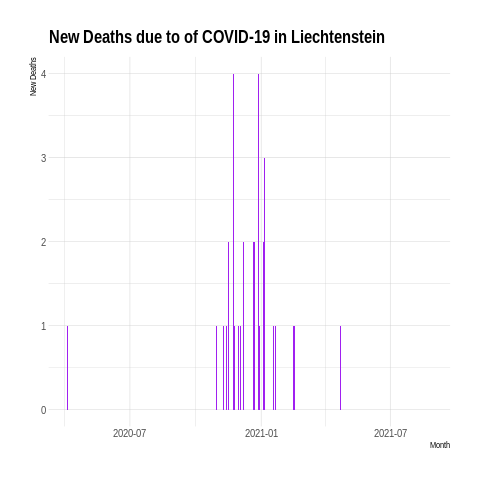 New Deaths due to of COVID-19 in Liechtenstein
New Deaths
4
3
2
1
0
2020-07 2021-01 2021-07
Month